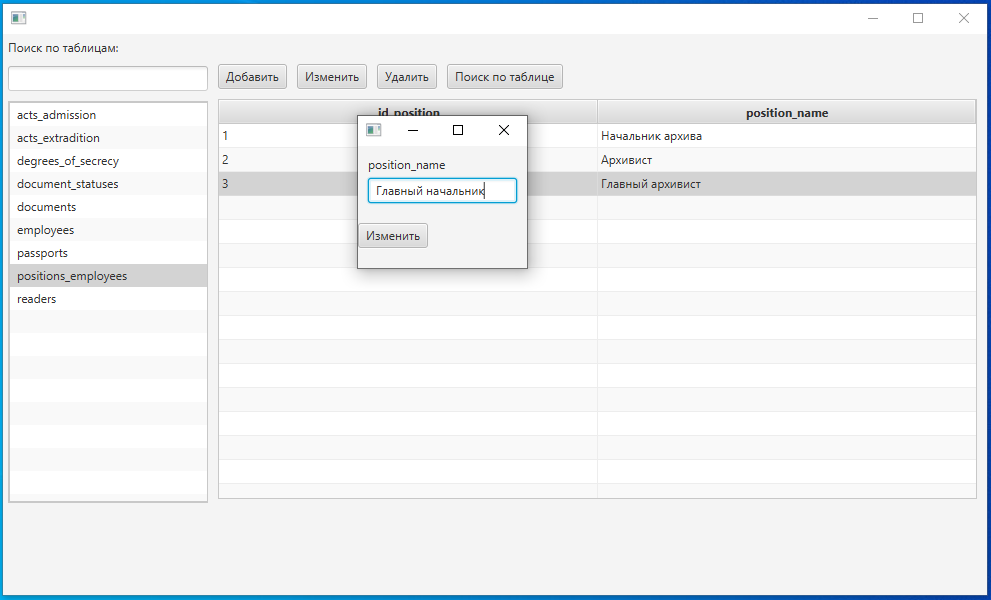 Поиск по таблицам:
Добавить Изменить Удалить Поиск по таблице
acts_admission
acts_extradition
degrees_of_secrecy
document_statuses
documents
employees
passports
positions_employees
readers
id_position position_name
1 Начальник архива
2 Архивист
3 Главный архивист
position_name
Главный начальник
Изменить